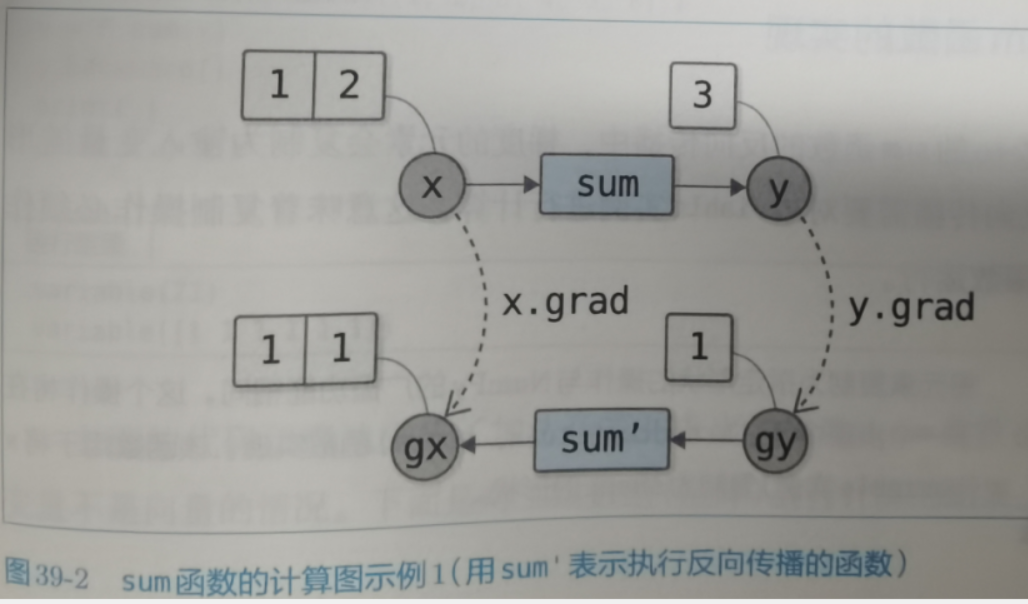 1 2
3
x
sum
y
x.grad
y.grad
1 1
1
gx
sum'
gy
图39-2 sum函数的计算图示例1(用sum'表示执行反向传播的函数)